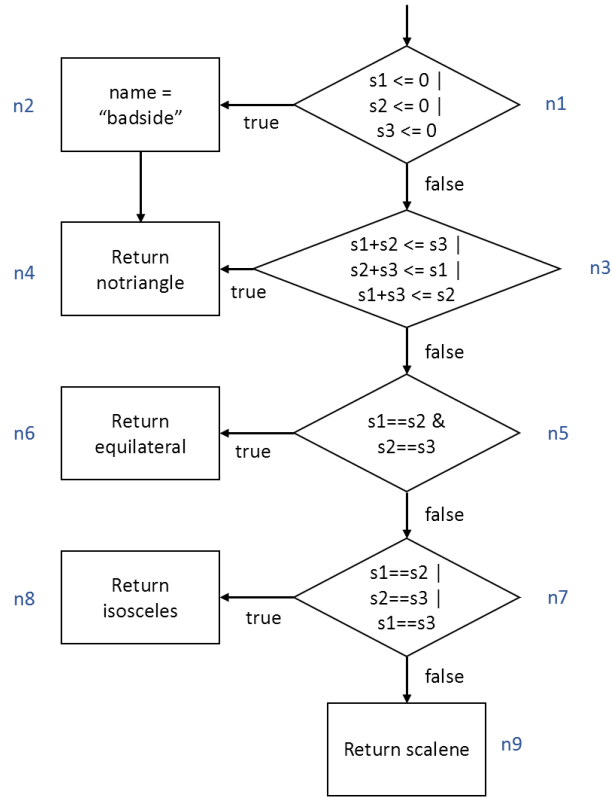 n2
name =
“badside”
true
s1 <= 0 |
s2 <= 0 |
s3 <= 0
n1
false
n4
Return
notriangle
true
s1+s2 <= s3 |
s2+s3 <= s1 |
s1+s3 <= s2
n3
false
n6
Return
equilateral
true
s1==s2 &
s2==s3
n5
false
n8
Return
isosceles
true
s1==s2 |
s2==s3 |
s1==s3
n7
false
Return scalene
n9